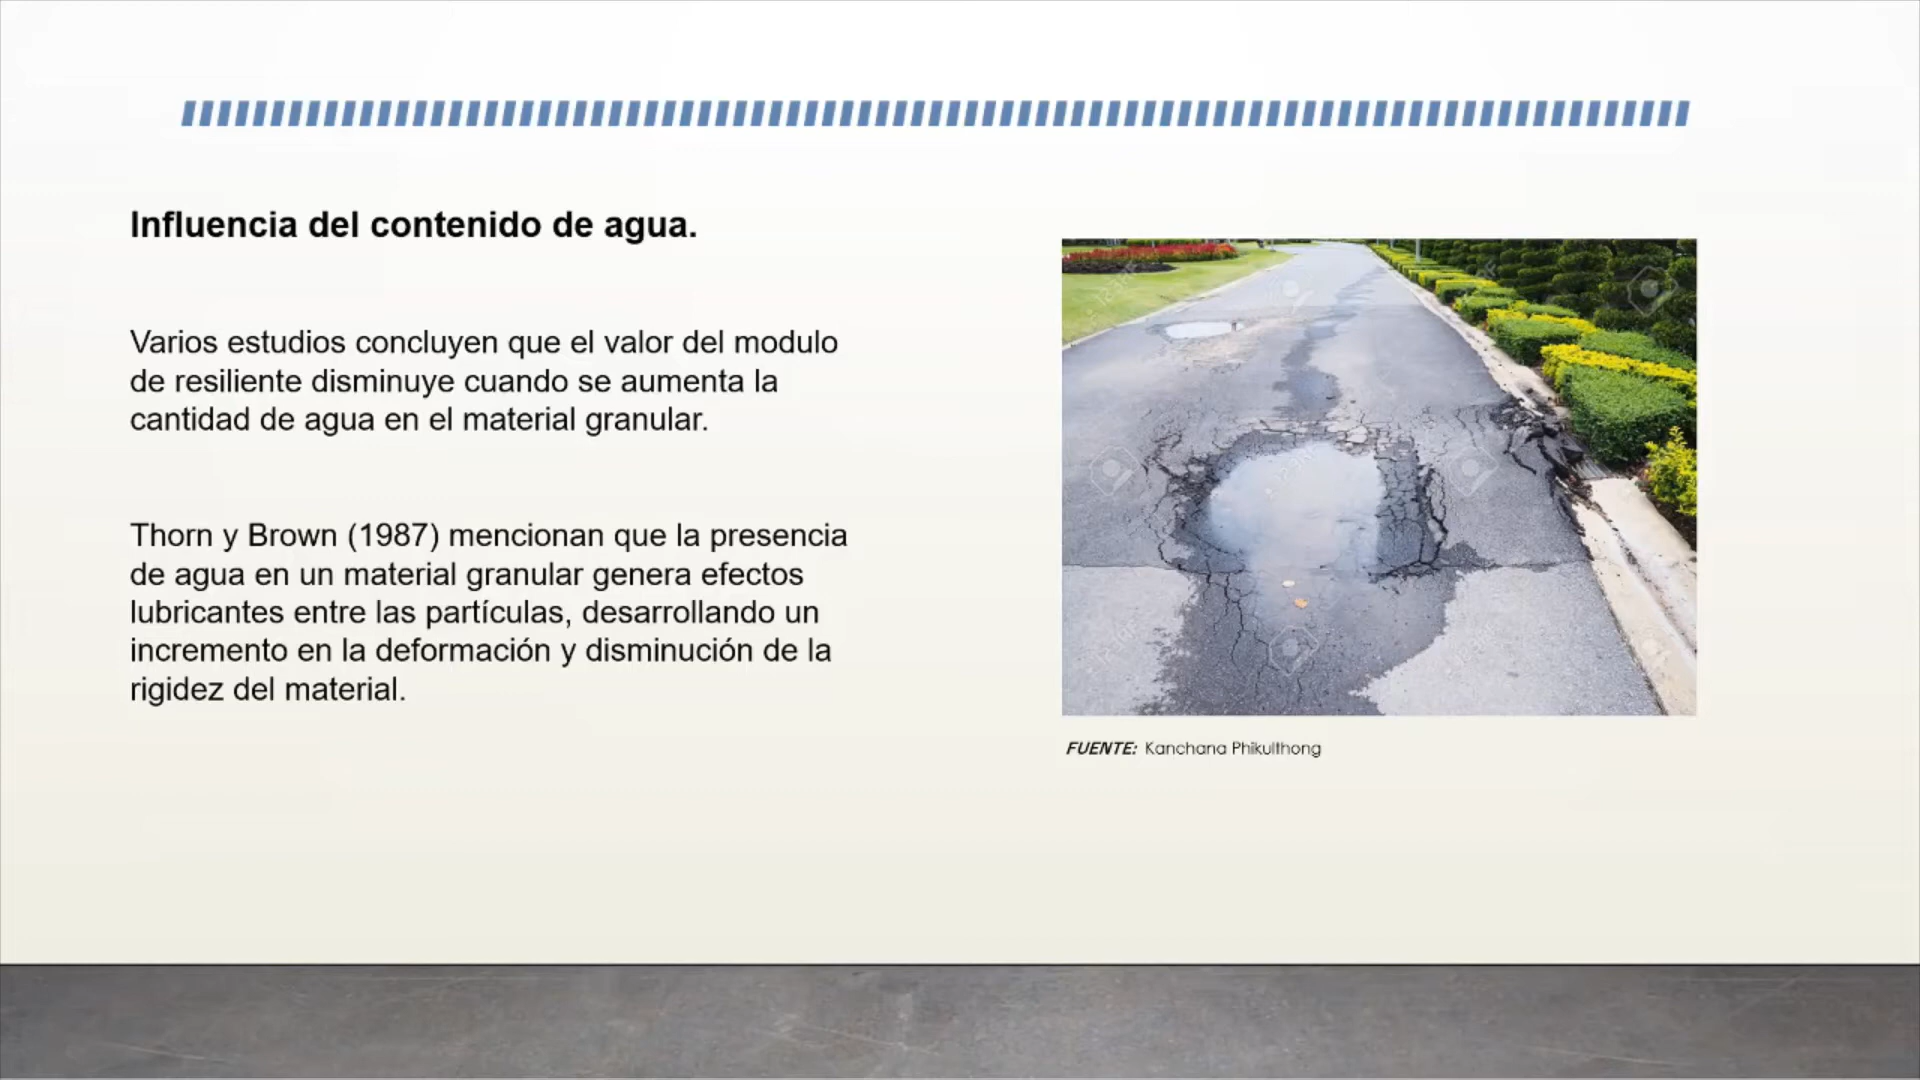 Influencia del contenido de agua.
Varios estudios concluyen que el valor del modulo
de resiliente disminuye cuando se aumenta la
cantidad de agua en el material granular.
Thorn y Brown (1987) mencionan que la presencia
de agua en un material granular genera efectos
lubricantes entre las partículas, desarrollando un
incremento en la deformación y disminución de la
rigidez del material.
FUENTE: Kanchana Phikulthong